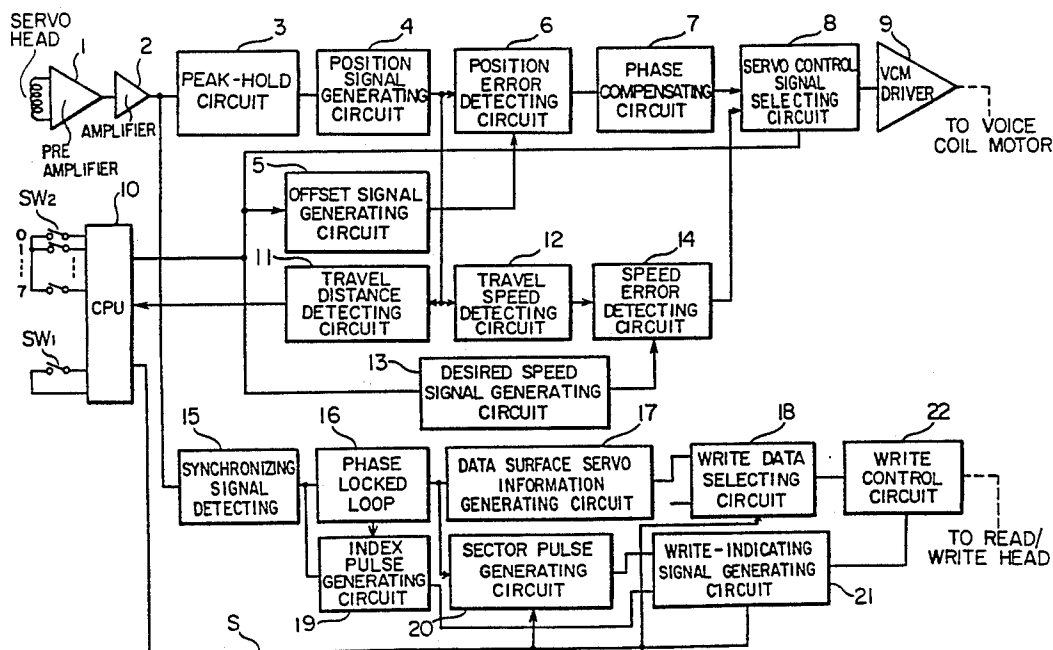 SERVO
HEAD
1
2
3
4
6
7
8
9
PEAK-HOLD
CIRCUIT
POSITION
SIGNAL
GENERATING
CIRCUIT
POSITION
ERROR
DETECTING
CIRCUIT
PHASE
COMPENSATING
CIRCUIT
SERVO CONTROL
SIGNAL
SELECTING
CIRCUIT
VCM
DRIVER
AMPLIFIER
PRE
AMPLIFIER
TO VOICE
COIL MOTOR
5
OFFSET SIGNAL
GENERATING
CIRCUIT
SW2
10
0
1
7
CPU
SW1
11
TRAVEL
DISTANCE
DETECTING
CIRCUIT
12
TRAVEL
SPEED
DETECTING
CIRCUIT
14
SPEED
ERROR
DETECTING
CIRCUIT
13
DESIRED SPEED
SIGNAL GENERATING
CIRCUIT
15
16
17
18
22
SYNCHRONIZING
SIGNAL
DETECTING
PHASE
LOCKED
LOOP
DATA SURFACE SERVO
INFORMATION
GENERATING CIRCUIT
WRITE DATA
SELECTING
CIRCUIT
WRITE
CONTROL
CIRCUIT
TO READ/
WRITE HEAD
INDEX
PULSE
GENERATING
CIRCUIT
19
SECTOR PULSE
GENERATING
CIRCUIT
20
WRITE-INDICATING
SIGNAL GENERATING
CIRCUIT
21
S